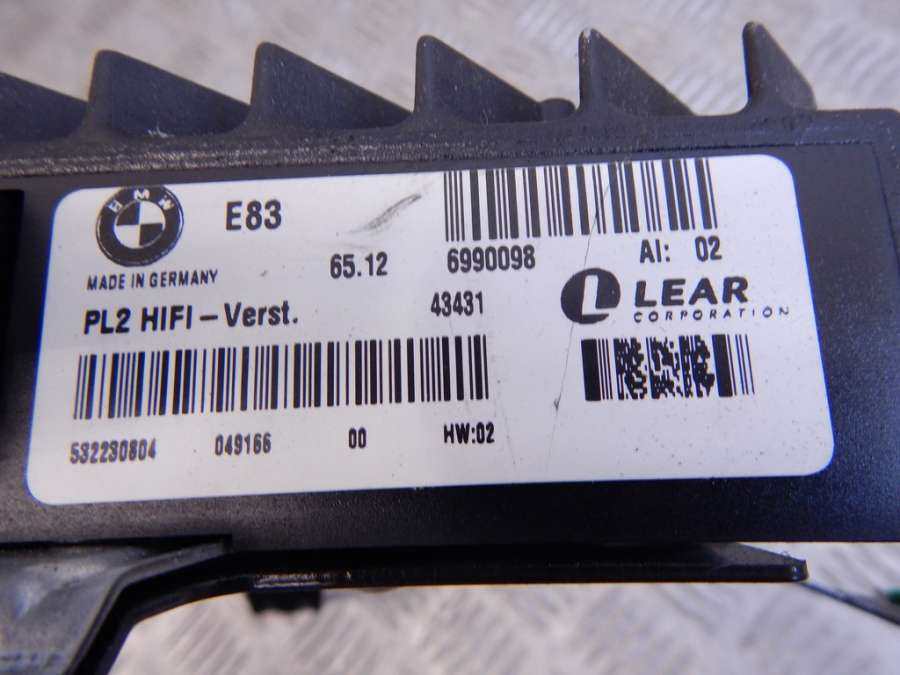 BMW
E83
MADE IN GERMANY
65.12 6990098 AI: 02
PL2 HIFI – Verst. 43431
LEAR
CORPORATION
532230804 049166 00 HW:02